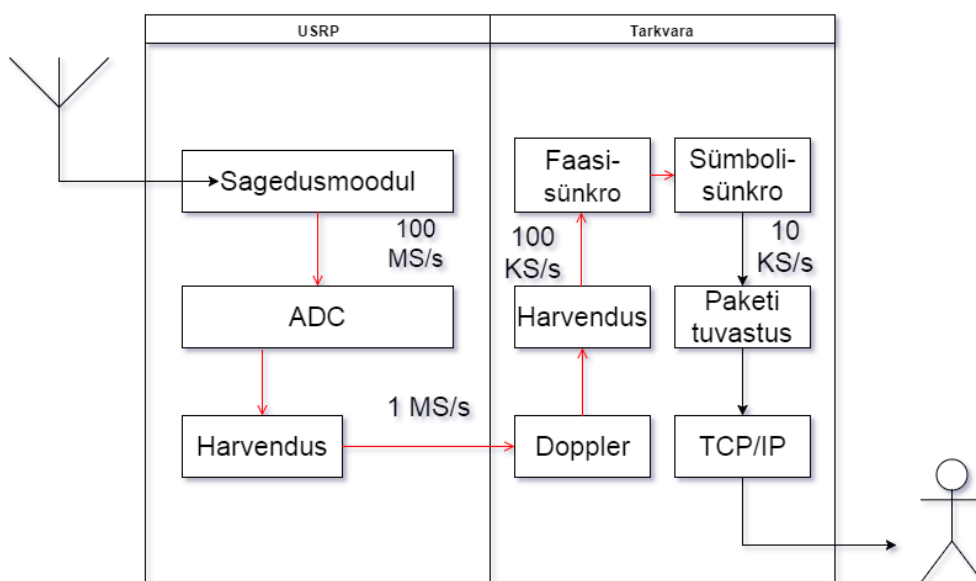 USRP
Tarkvara
Sagedusmoodul
100
MS/s
ADC
Harvendus
1 MS/s
Doppler
Harvendus
100
KS/s
Faasi-
sünkro
Sümboli-
sünkro
10
KS/s
Paketi
tuvastus
TCP/IP